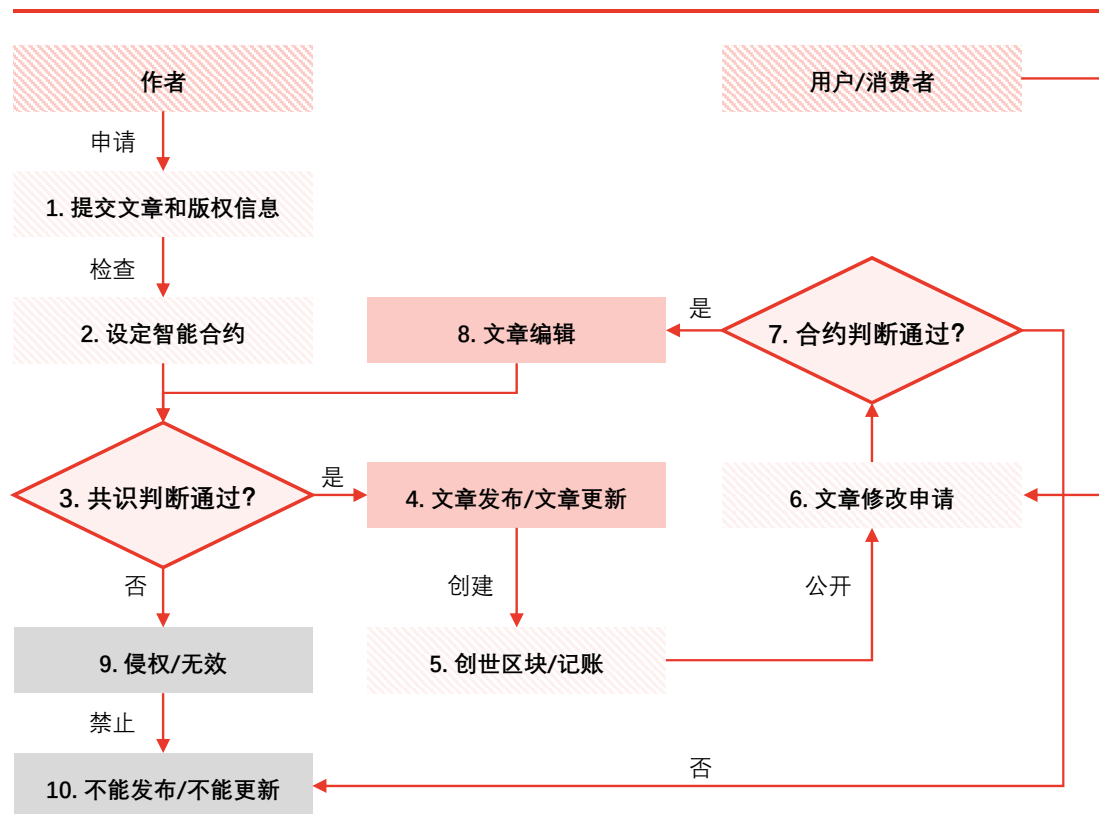 作者
用户/消费者
申请
1. 提交文章和版权信息
检查
2. 设定智能合约
8. 文章编辑
是
7. 合约判断通过?
3. 共识判断通过?
是
4. 文章发布/文章更新
6. 文章修改申请
否
创建
公开
9. 侵权/无效
5. 创世区块/记账
禁止
10. 不能发布/不能更新
否